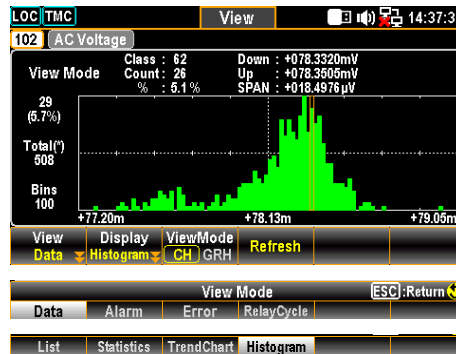 LOC TMC View 14:37:3
102 AC Voltage
View Mode
Class : 62 Down : +078.3320mV
Count : 26 Up : +078.3505mV
% : 5.1% SPAN : +018.4976µV
29
(5.7%)
Total(*)
508
Bins
100
+77.20m +78.13m +79.05m
View Display ViewMode Refresh
Data Histogram CH GRH
View Mode ESC :Return
Data Alarm Error RelayCycle
List Statistics TrendChart Histogram